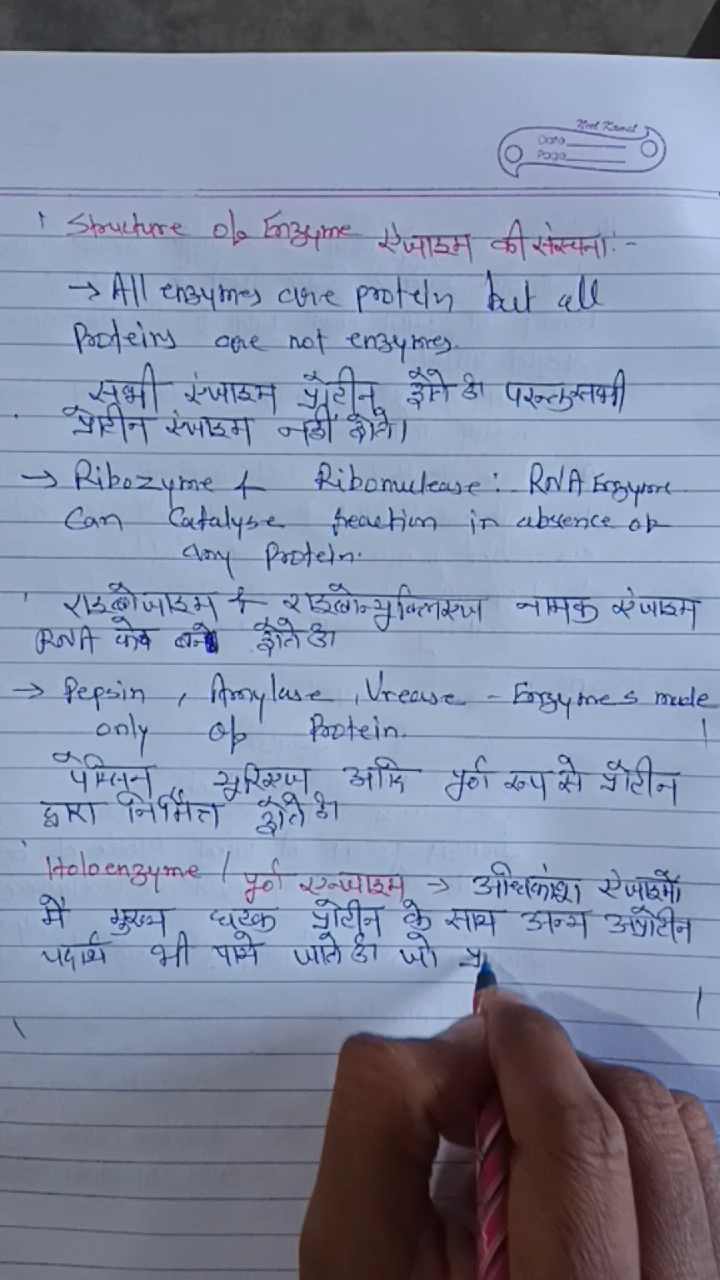 Neel Kamal
Date
Page
Structure of Enzyme एंजाइम की संरचना :-
→ All enzymes are protein but all
Proteins are not enzymes.
सभी एंजाइम प्रोटीन होते है परन्तु सभी
प्रोटीन एंजाइम नहीं होते।
→ Ribozyme & Ribonuclease : RNA Enzyme
Can Catalyse reaction in absence of
any Protein.
राइबोजाइम & राइबोन्युक्लिएज नामक एंजाइम
RNA के बने होते है
→ Pepsin , Amylase , Urease - Enzymes made
only of Protein.
पेप्सिन यूरिएज आदि पूर्ण रूप से प्रोटीन
द्वारा निर्मित होते है
Holoenzyme / पूर्ण एन्जाइम → अधिकांश एंजाइमों
में मुख्य घटक प्रोटीन के साथ अन्य अप्रोटीन
पदार्थ भी पाये जाते है जो प्र